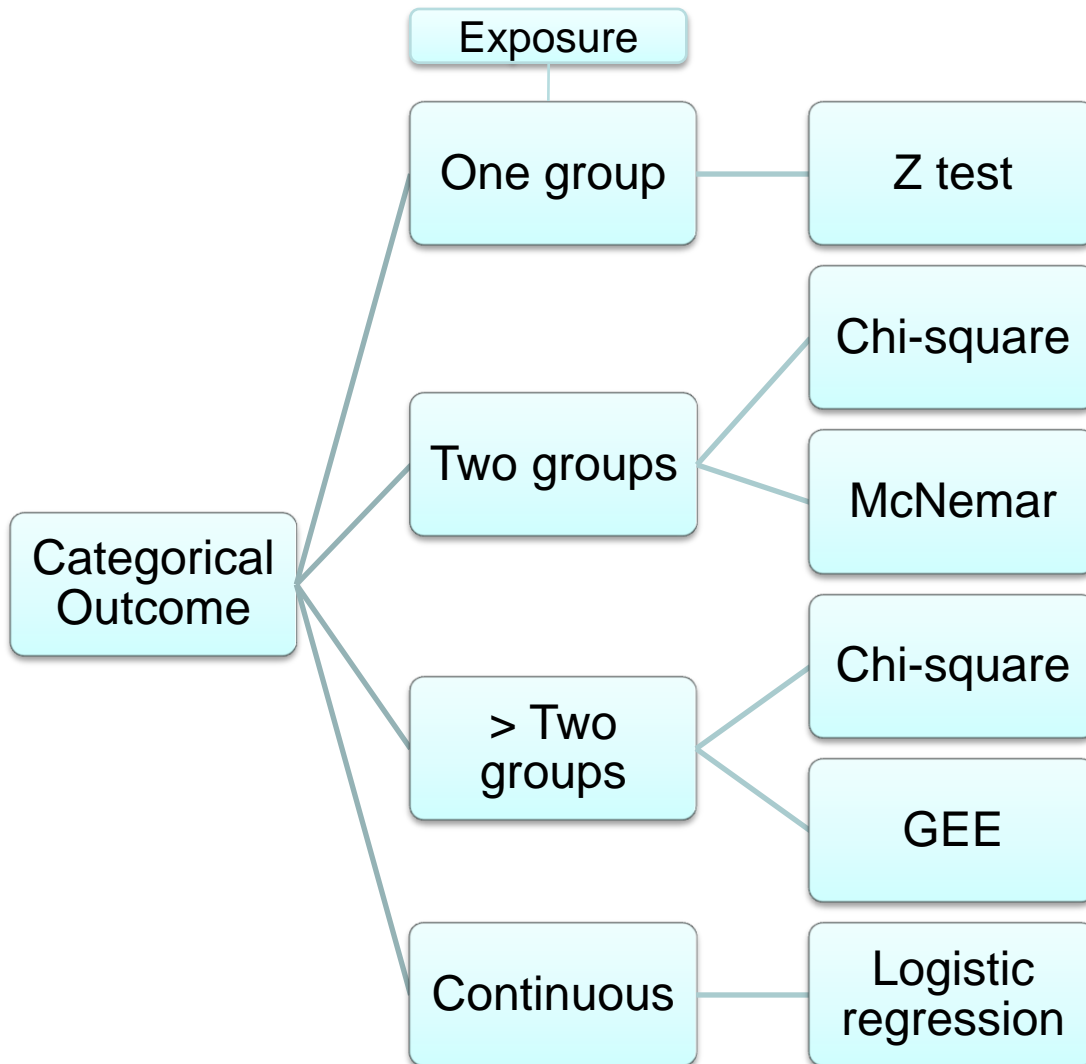 Exposure
One group
Z test
Chi-square
Two groups
McNemar
Categorical
Outcome
Chi-square
> Two
groups
GEE
Continuous
Logistic
regression